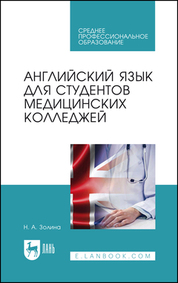 СРЕДНЕЕ
ПРОФЕССИОНАЛЬНОЕ
ОБРАЗОВАНИЕ
АНГЛИЙСКИЙ ЯЗЫК
ДЛЯ СТУДЕНТОВ
МЕДИЦИНСКИХ
КОЛЛЕДЖЕЙ
Н. А. Золина
ЛАНЬ
E.LANBOOK.COM